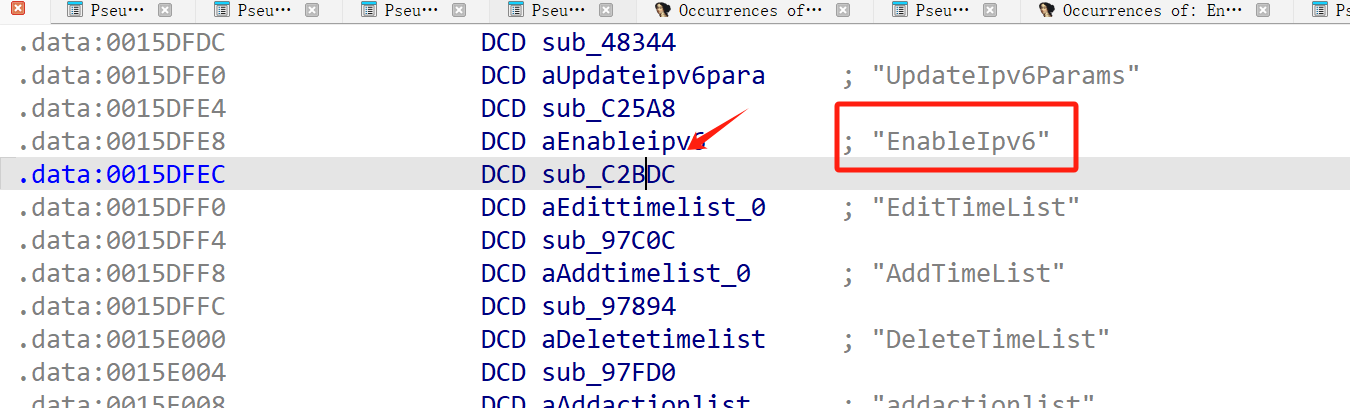 Pseu··· Pseu··· Pseu··· Pseu··· Occurrences of··· Pseu··· Occurrences of: En··· Ps
.data:0015DFDC DCD sub_48344
.data:0015DFE0 DCD aUpdateipv6para ; "UpdateIpv6Params"
.data:0015DFE4 DCD sub_C25A8
.data:0015DFE8 DCD aEnableipv6 ; "EnableIpv6"
.data:0015DFEC DCD sub_C2BDC
.data:0015DFF0 DCD aEdittimelist_0 ; "EditTimeList"
.data:0015DFF4 DCD sub_97C0C
.data:0015DFF8 DCD aAddtimelist_0 ; "AddTimeList"
.data:0015DFFC DCD sub_97894
.data:0015E000 DCD aDeletetimelist ; "DeleteTimeList"
.data:0015E004 DCD sub_97FD0
.data:0015E008 DCD aAddactionlist ; "addactionlist"